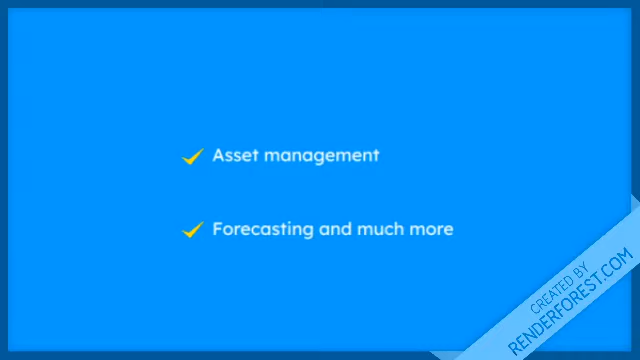 Asset management
Forecasting and much more
CREATED BY
RENDERFOREST.COM